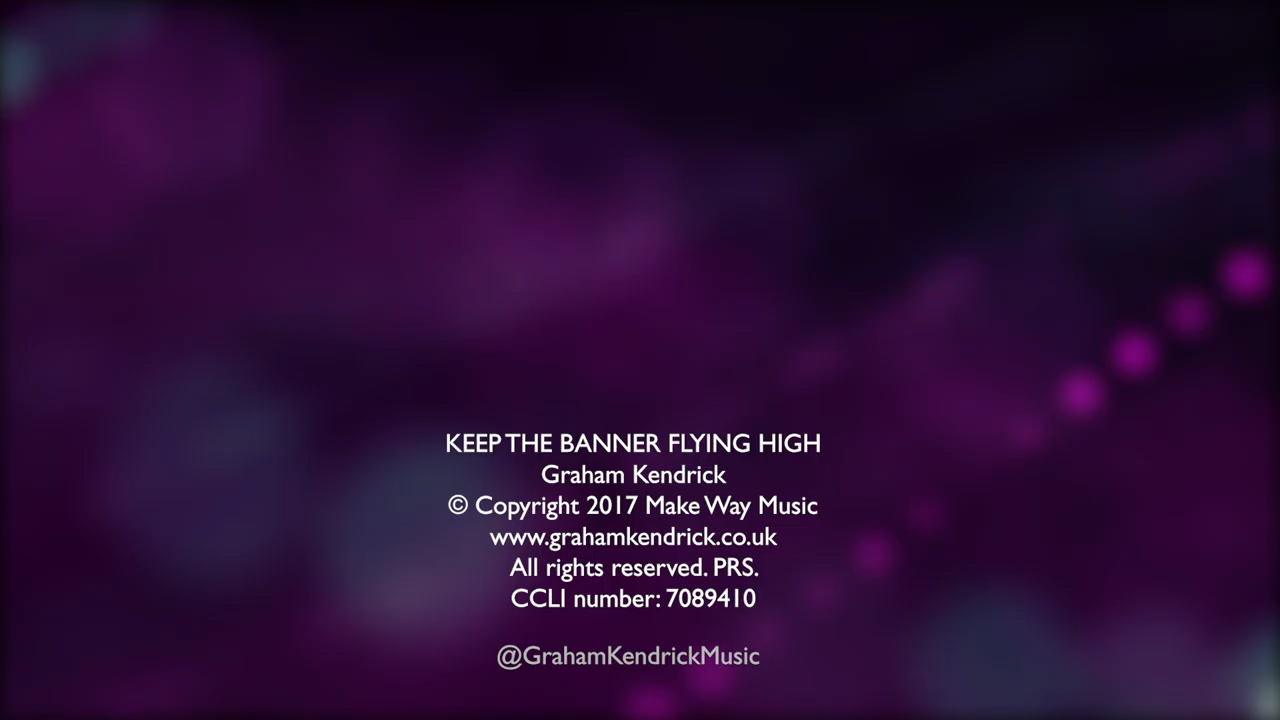 KEEP THE BANNER FLYING HIGH
Graham Kendrick
© Copyright 2017 Make Way Music
www.grahamkendrick.co.uk
All rights reserved. PRS.
CCLI number: 7089410
@GrahamKendrickMusic